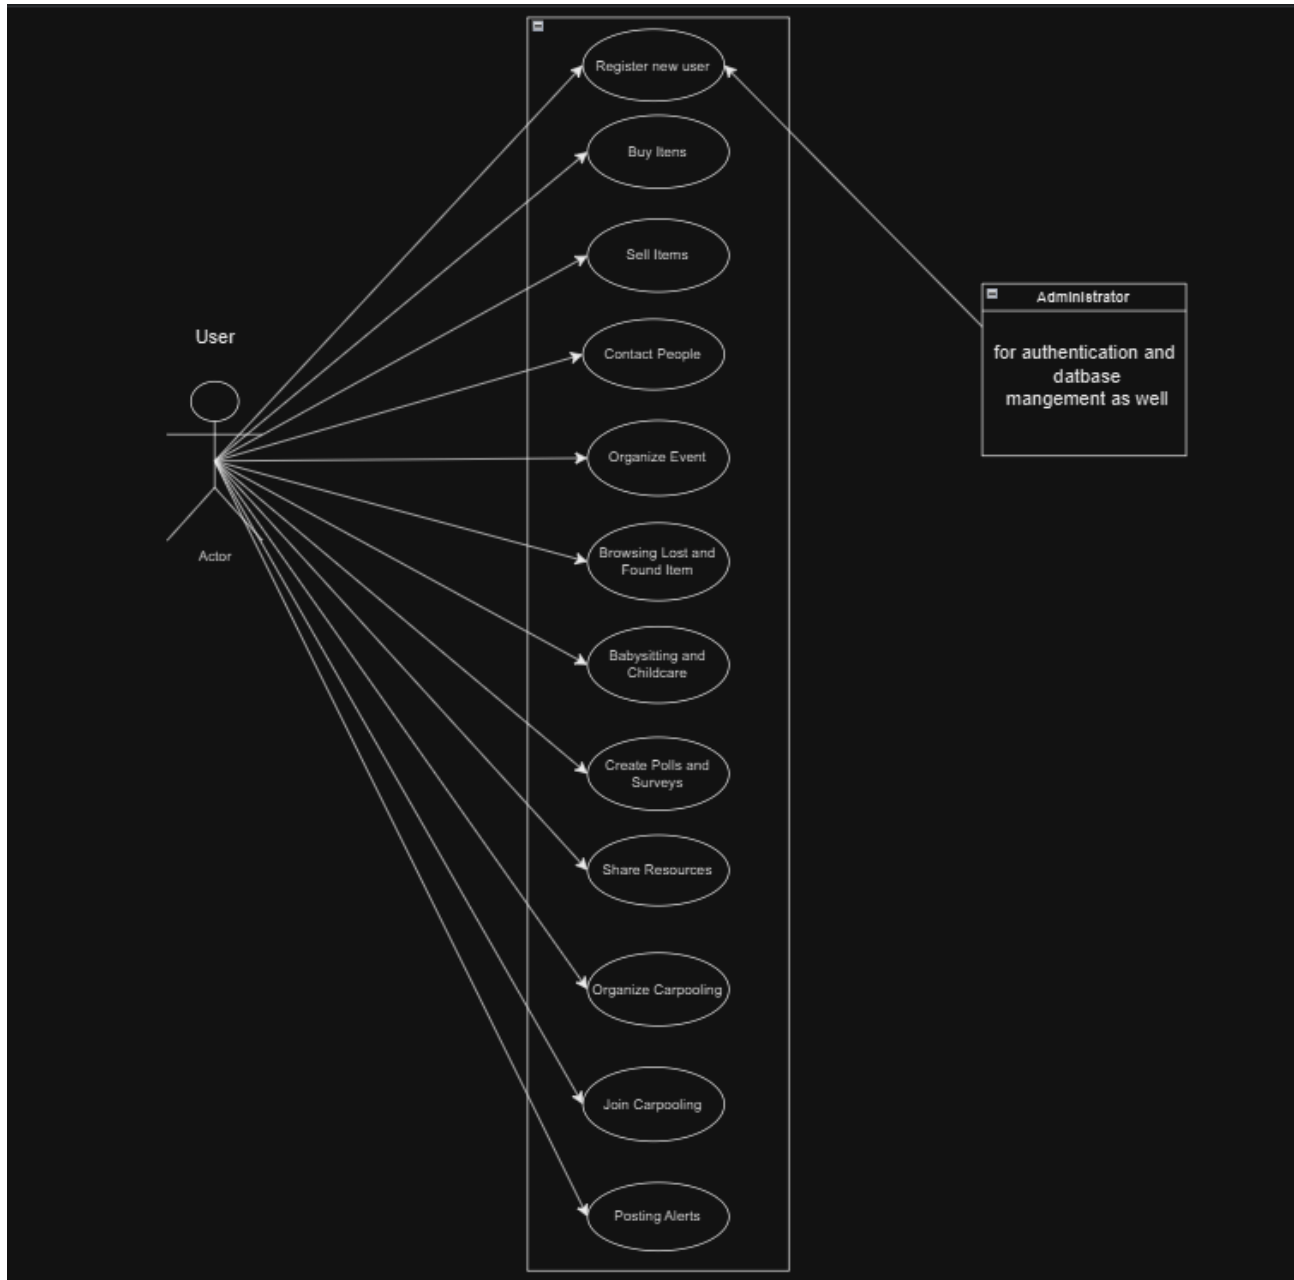 Register new user
Buy Itens
Sell Items
Contact People
Organize Event
Browsing Lost and
Found Item
Babysitting and
Childcare
Create Polls and
Surveys
Share Resources
Organize Carpooling
Join Carpooling
Posting Alerts
User
Actor
Administrator
for authentication and
datbase
mangement as well